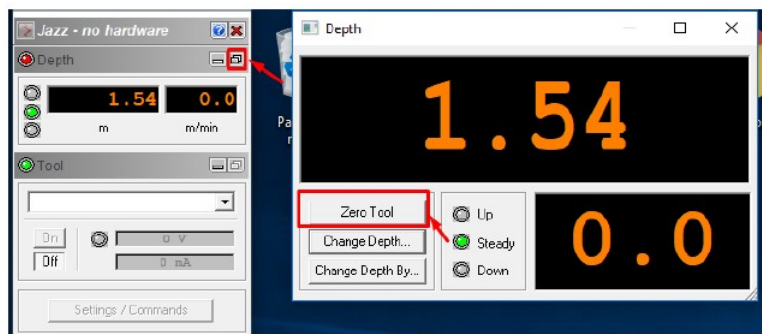 Jazz - no hardware
Depth
1.54 0.0
m m/min
Tool
On 0 V
Off 0 mA
Settings / Commands
Depth
1.54
Zero Tool
Change Depth...
Change Depth By...
Up
Steady
Down
0.0